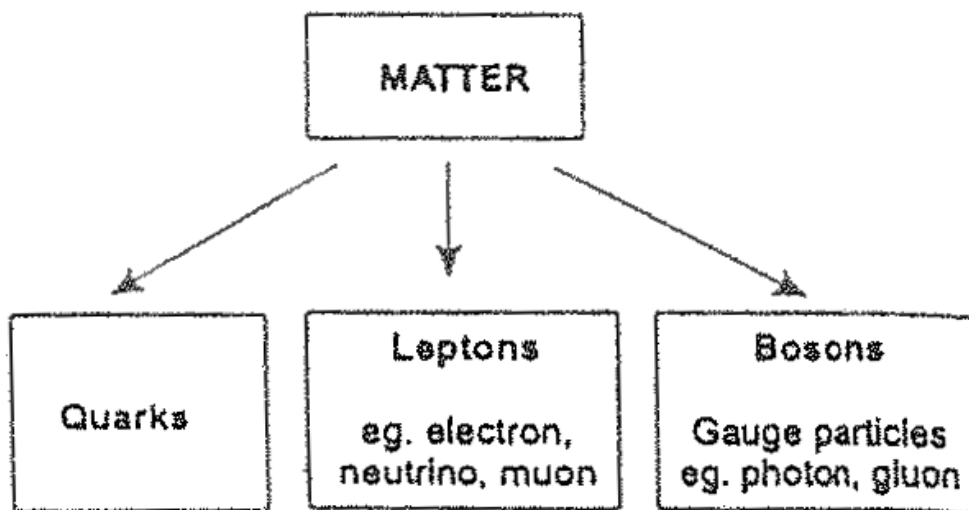 MATTER
Quarks
Leptons
eg. electron,
neutrino, muon
Bosons
Gauge particles
eg. photon, gluon